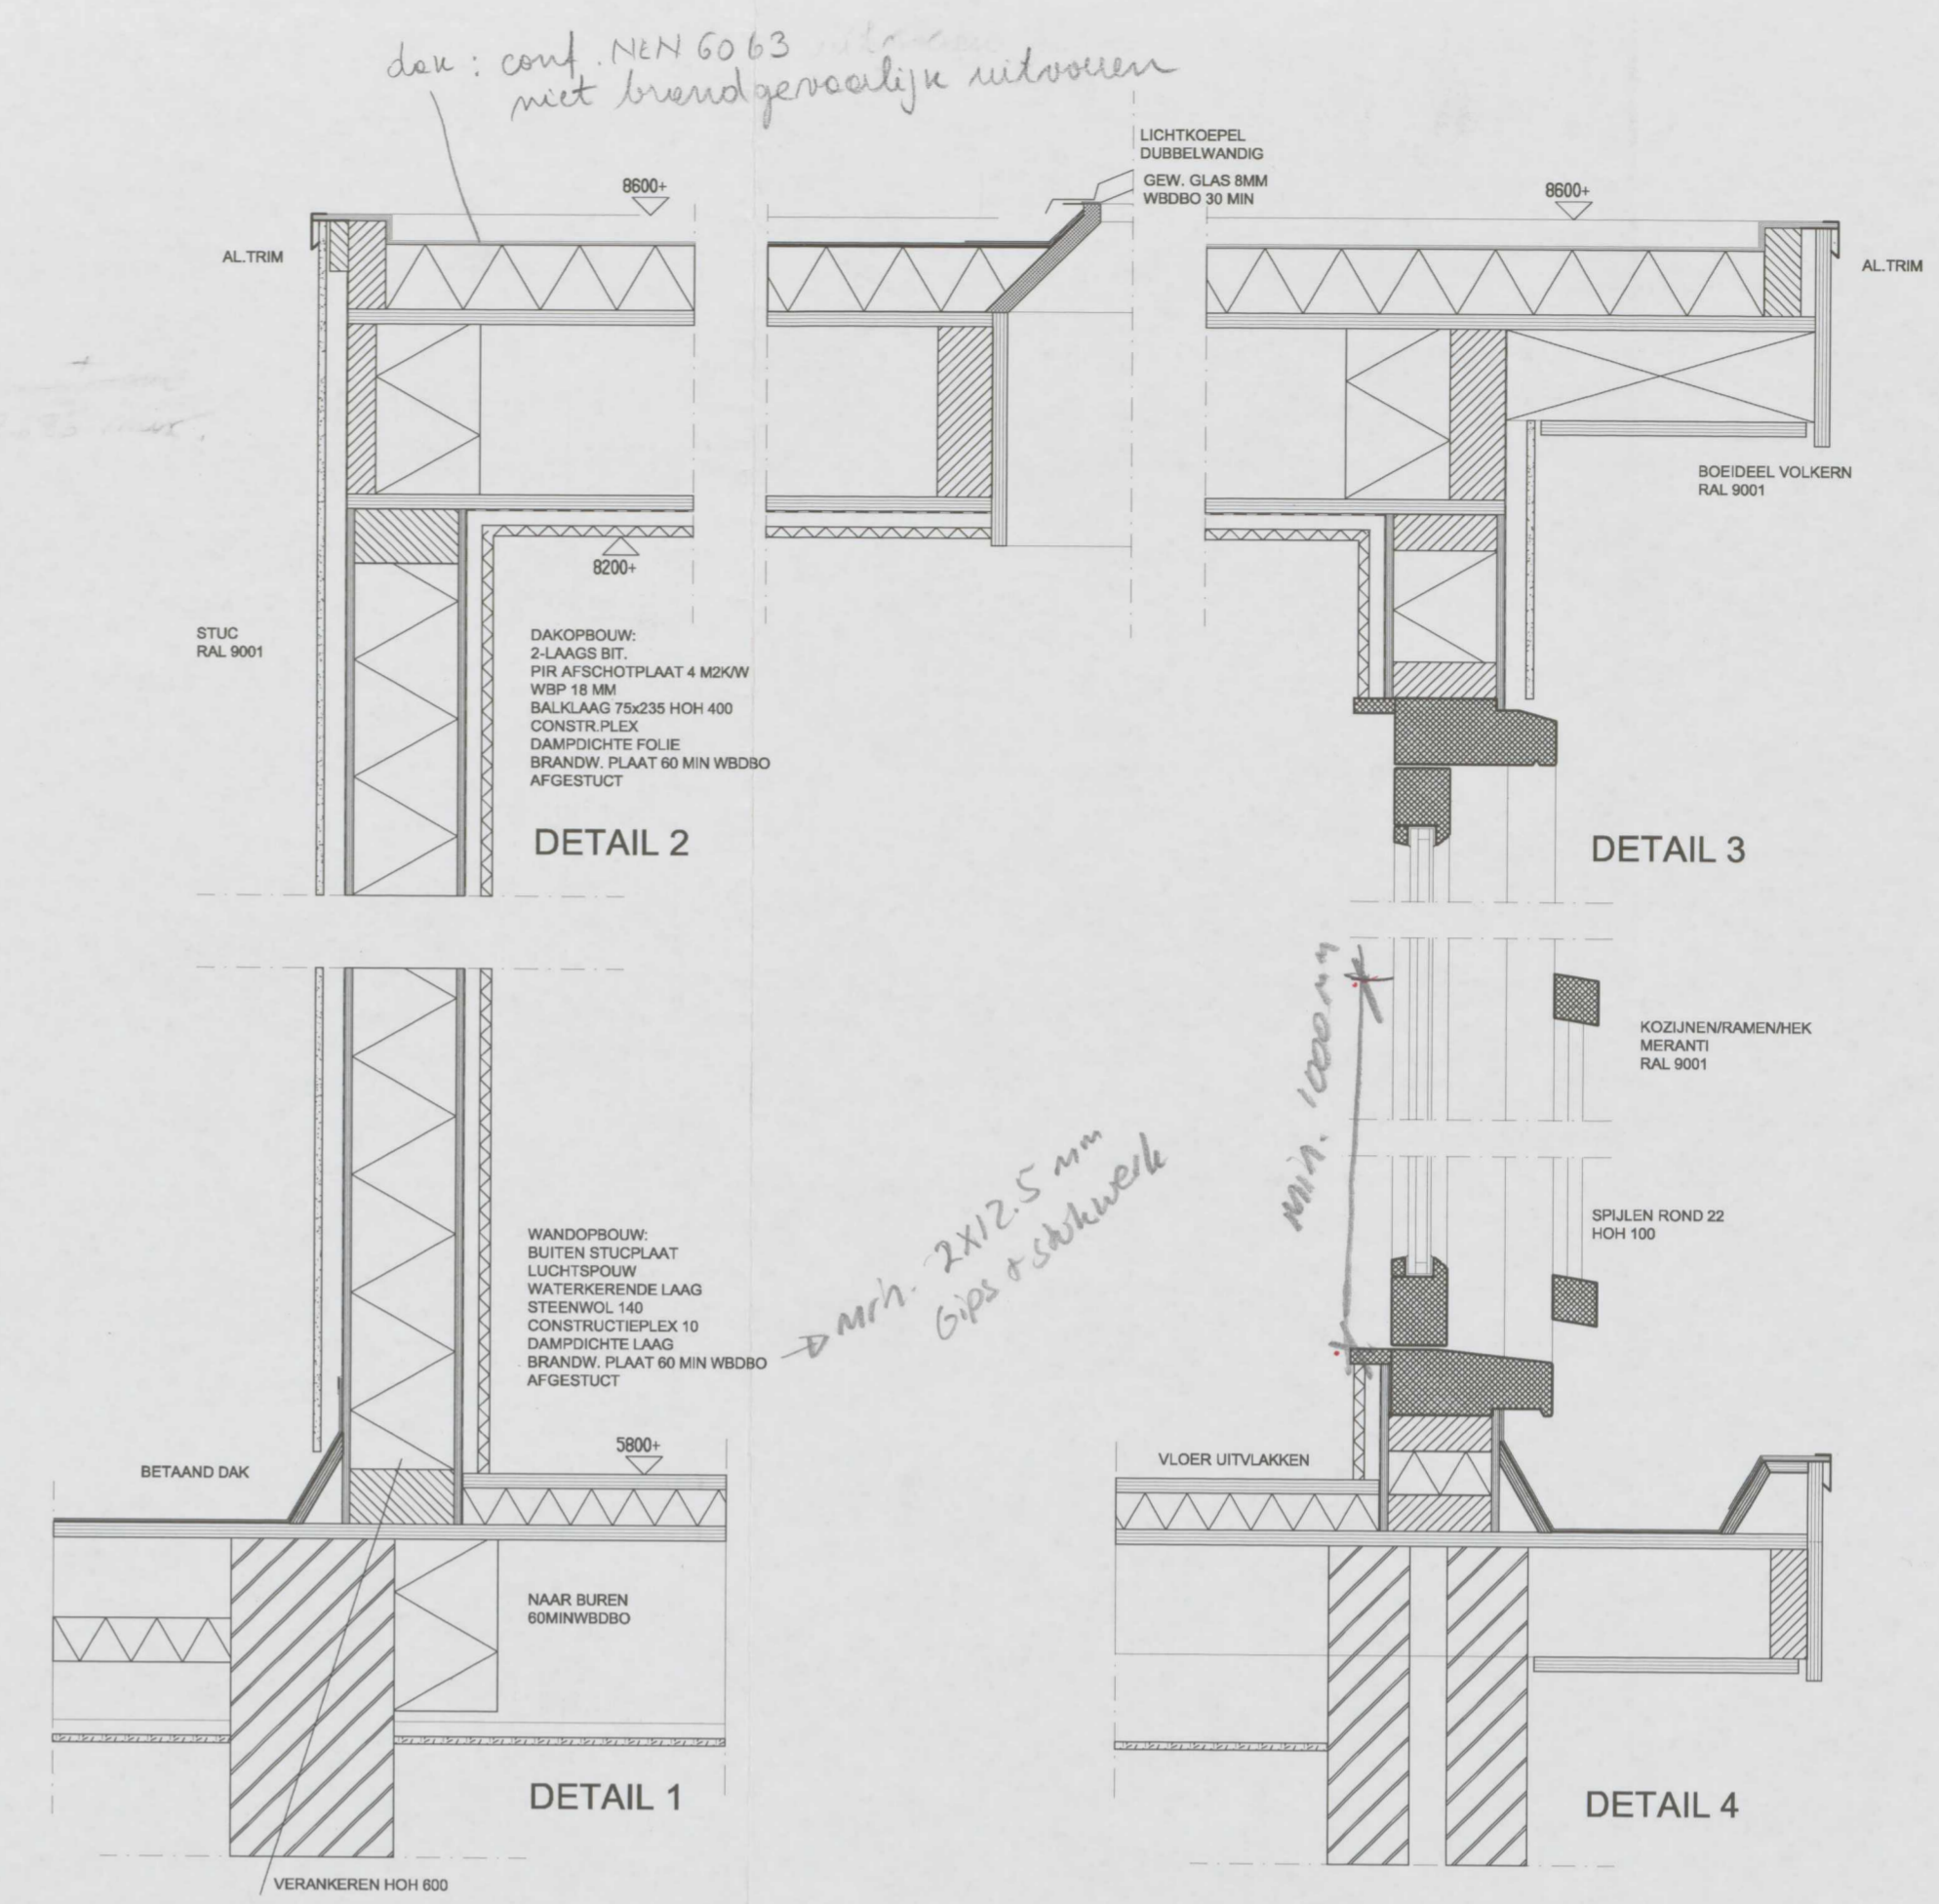 dak : conf. NEN 6063
niet brandgevaarlijk uitvoeren
LICHTKOEPEL
DUBBELWANDIG
GEW. GLAS 8MM
WBDBO 30 MIN
8600+
8600+
AL.TRIM
AL.TRIM
BOEIDEEL VOLKERN
RAL 9001
8200+
STUC
RAL 9001
DAKOPBOUW:
2-LAAGS BIT.
PIR AFSCHOTPLAAT 4 M2K/W
WBP 18 MM
BALKLAAG 75x235 HOH 400
CONSTR.PLEX
DAMPDICHTE FOLIE
BRANDW. PLAAT 60 MIN WBDBO
AFGESTUCT
DETAIL 2
DETAIL 3
min. 1000mm
KOZIJNEN/RAMEN/HEK
MERANTI
RAL 9001
SPIJLEN ROND 22
HOH 100
WANDOPBOUW:
BUITEN STUCPLAAT
LUCHTSPOUW
WATERKERENDE LAAG
STEENWOL 140
CONSTRUCTIEPLEX 10
DAMPDICHTE LAAG
BRANDW. PLAAT 60 MIN WBDBO
AFGESTUCT
min. 2x12.5 mm
Gips + stukwerk
5800+
BETAAND DAK
VLOER UITVLAKKEN
NAAR BUREN
60MINWBDBO
DETAIL 1
DETAIL 4
VERANKEREN HOH 600